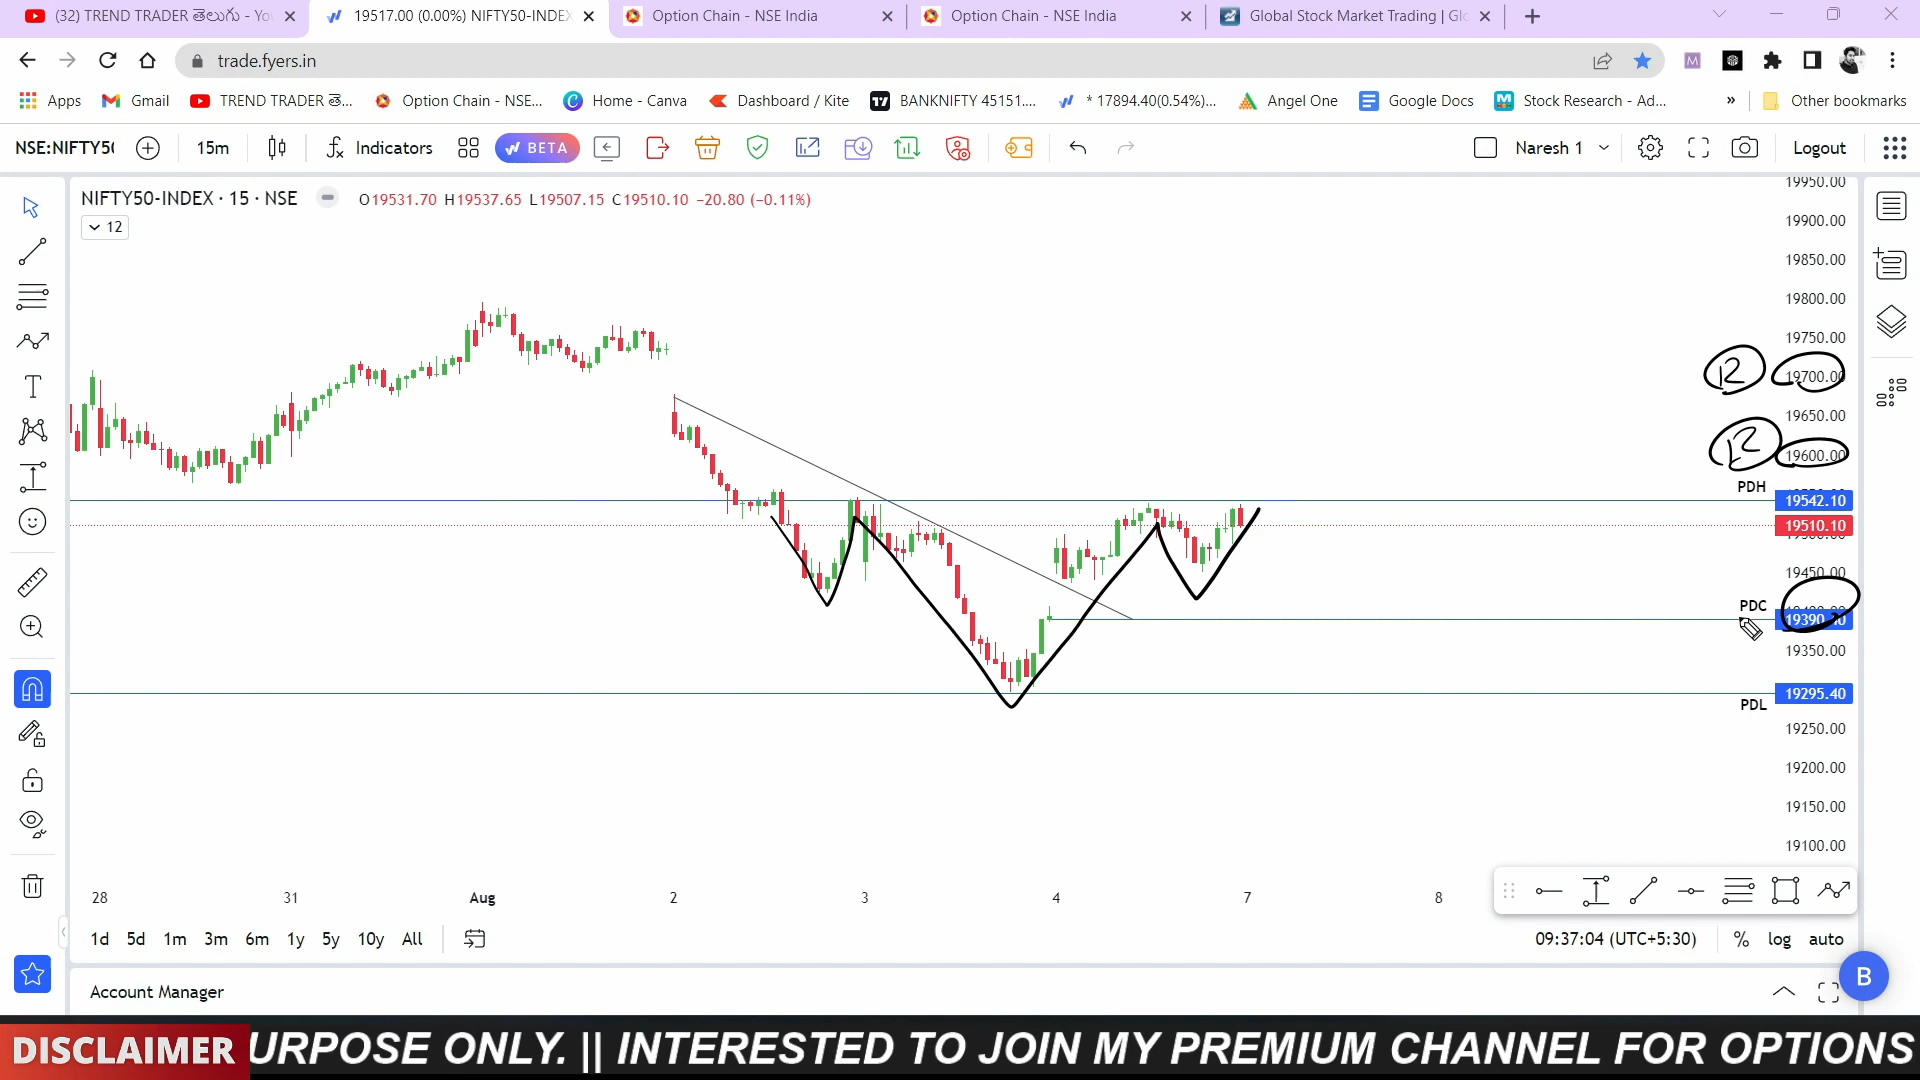 (32) TREND TRADER తెలుగు - Yo
19517.00 (0.00%) NIFTY50-INDEX
Option Chain - NSE India
Option Chain - NSE India
Global Stock Market Trading | Glo
trade.fyers.in
Apps
Gmail
TREND TRADER తె...
Option Chain - NSE...
Home - Canva
Dashboard / Kite
BANKNIFTY 45151....
* 17894.40(0.54%)...
Angel One
Google Docs
Stock Research - Ad...
»
Other bookmarks
NSE:NIFTY50
15m
Indicators
BETA
Naresh 1
Logout
NIFTY50-INDEX · 15 · NSE
O19531.70 H19537.65 L19507.15 C19510.10 −20.80 (−0.11%)
12
19950.00
19900.00
19850.00
19800.00
19750.00
R 19700.00
19650.00
R 19600.00
PDH
19542.10
19510.10
19450.00
PDC
19350.00
19295.40
PDL
19250.00
19200.00
19150.00
19100.00
28 31 Aug 2 3 4 7 8
1d 5d 1m 3m 6m 1y 5y 10y All
09:37:04 (UTC+5:30) % log auto
Account Manager
B
DISCLAIMER
URPOSE ONLY. || INTERESTED TO JOIN MY PREMIUM CHANNEL FOR OPTIONS